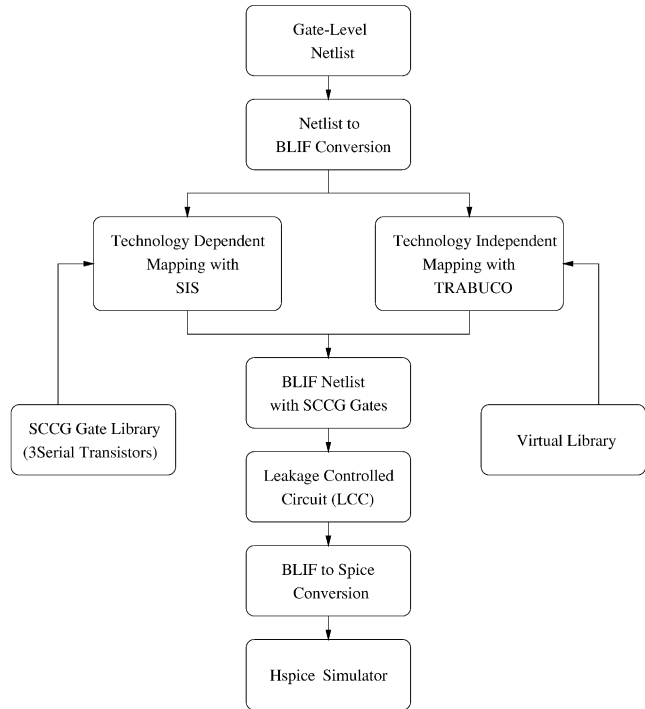 Gate-Level
Netlist
Netlist to
BLIF Conversion
Technology Dependent
Mapping with
SIS
Technology Independent
Mapping with
TRABUCO
BLIF Netlist
with SCCG Gates
SCCG Gate Library
(3Serial Transistors)
Virtual Library
Leakage Controlled
Circuit (LCC)
BLIF to Spice
Conversion
Hspice Simulator